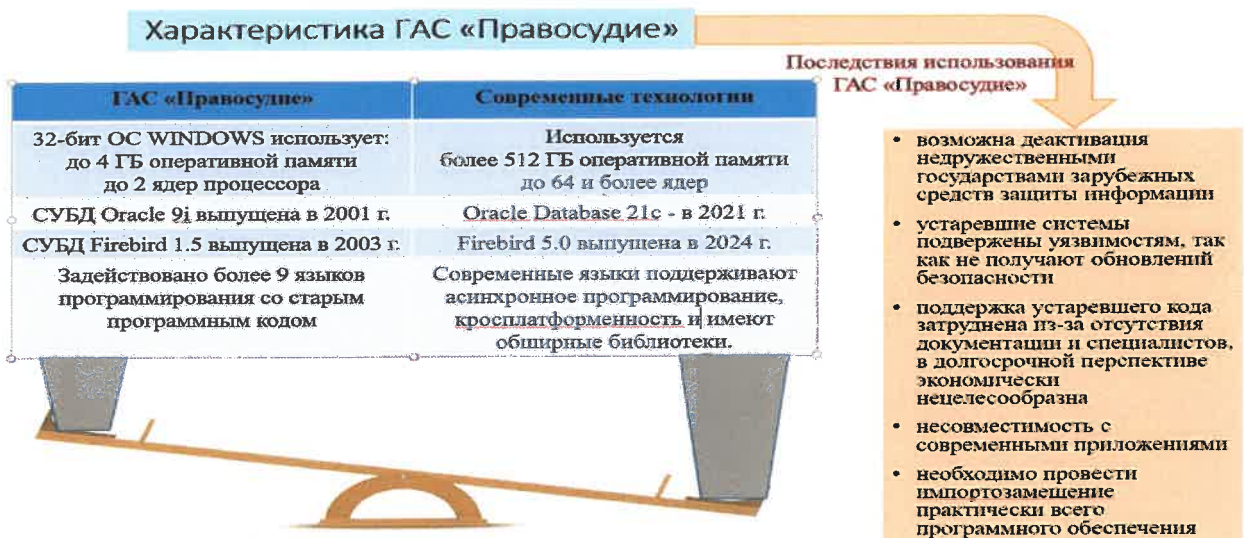 Характеристика ГАС «Правосудие»
Последствия использования
ГАС «Правосудие»
ГАС «Правосудие»
Современные технологии
32-бит ОС WINDOWS использует:
до 4 ГБ оперативной памяти
до 2 ядер процессора
Используется
более 512 ГБ оперативной памяти
до 64 и более ядер
СУБД Oracle 9i выпущена в 2001 г.
Oracle Database 21c - в 2021 г.
СУБД Firebird 1.5 выпущена в 2003 г.
Firebird 5.0 выпущена в 2024 г.
Задействовано более 9 языков
программирования со старым
программным кодом
Современные языки поддерживают
асинхронное программирование,
кросплатформенность и имеют
обширные библиотеки.
• возможна деактивация
недружественными
государствами зарубежных
средств защиты информации
• устаревшие системы
подвержены уязвимостям, так
как не получают обновлений
безопасности
• поддержка устаревшего кода
затруднена из-за отсутствия
документации и специалистов,
в долгосрочной перспективе
экономически
нецелесообразна
• несовместимость с
современными приложениями
• необходимо провести
импортозамещение
практически всего
программного обеспечения